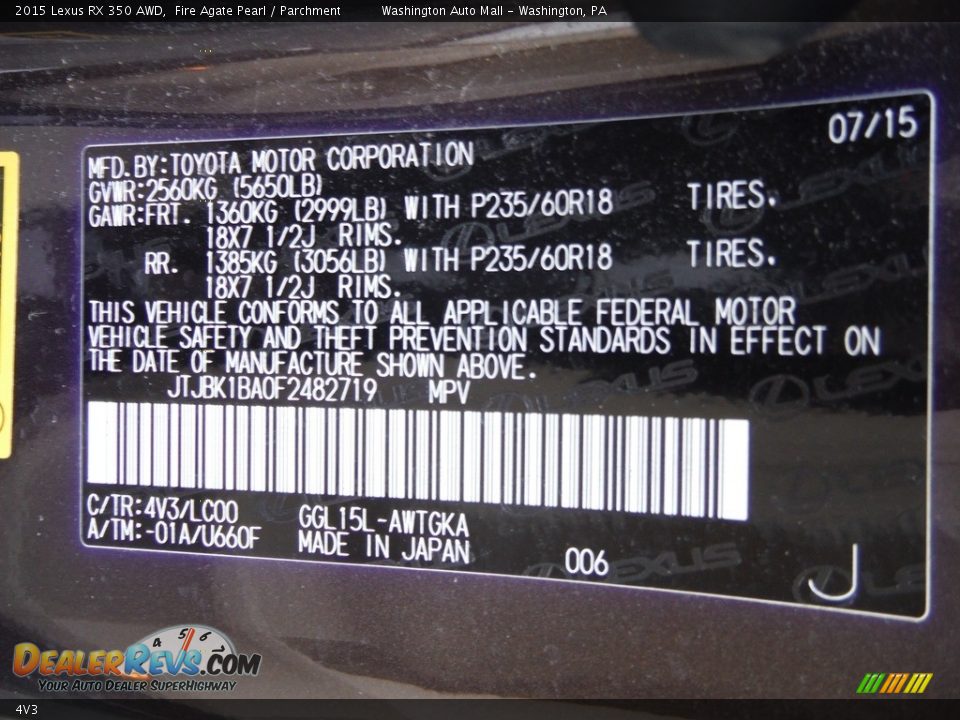 2015 Lexus RX 350 AWD, Fire Agate Pearl / Parchment Washington Auto Mall - Washington, PA
07/15
MFD.BY:TOYOTA MOTOR CORPORATION
GVWR:2560KG (5650LB)
GAWR:FRT. 1360KG (2999LB) WITH P235/60R18 TIRES.
18X7 1/2J RIMS.
RR. 1385KG (3056LB) WITH P235/60R18 TIRES.
18X7 1/2J RIMS.
THIS VEHICLE CONFORMS TO ALL APPLICABLE FEDERAL MOTOR
VEHICLE SAFETY AND THEFT PREVENTION STANDARDS IN EFFECT ON
THE DATE OF MANUFACTURE SHOWN ABOVE.
JTJBK1BA0F2482719 MPV
C/TR:4V3/LC00 GGL15L-AWTGKA
A/TM:-01A/U660F MADE IN JAPAN
006
J
4 5 6
DEALERREVS.COM
YOUR AUTO DEALER SUPERHIGHWAY
4V3